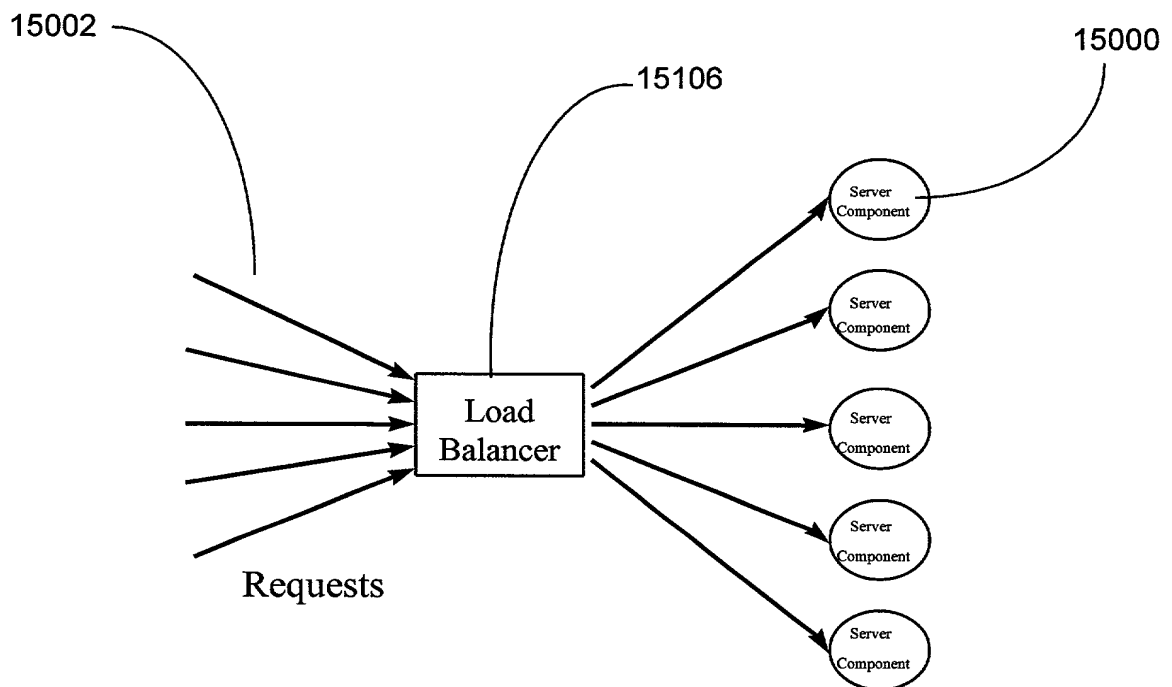 15002
15000
15106
Server
Component
Server
Component
Load
Balancer
Server
Component
Server
Component
Requests
Server
Component